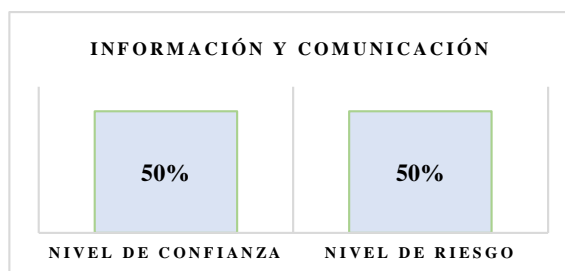 INFORMACIÓN Y COMUNICACIÓN
50% 50%
NIVEL DE CONFIANZA NIVEL DE RIESGO